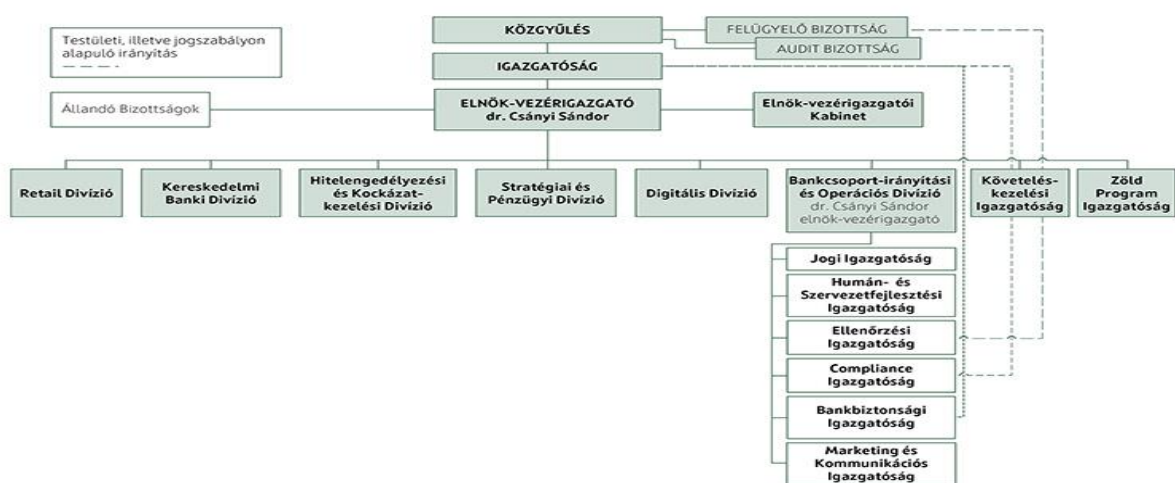 Testületi, illetve jogszabályon
alapuló irányítás
KÖZGYŰLÉS
FELÜGYELŐ BIZOTTSÁG
AUDIT BIZOTTSÁG
IGAZGATÓSÁG
Állandó Bizottságok
ELNÖK-VEZÉRIGAZGATÓ
dr. Csányi Sándor
Elnök-vezérigazgatói
Kabinet
Retail Divízió
Kereskedelmi
Banki Divízió
Hitelengedélyezési
és Kockázat-
kezelési Divízió
Stratégiai és
Pénzügyi Divízió
Digitális Divízió
Bankcsoport-irányítási
és Operációs Divízió
dr. Csányi Sándor
elnök-vezérigazgató
Követelés-
kezelési
Igazgatóság
Zöld
Program
Igazgatóság
Jogi Igazgatóság
Humán- és
Szervezetfejlesztési
Igazgatóság
Ellenőrzési
Igazgatóság
Compliance
Igazgatóság
Bankbiztonsági
Igazgatóság
Marketing és
Kommunikációs
Igazgatóság